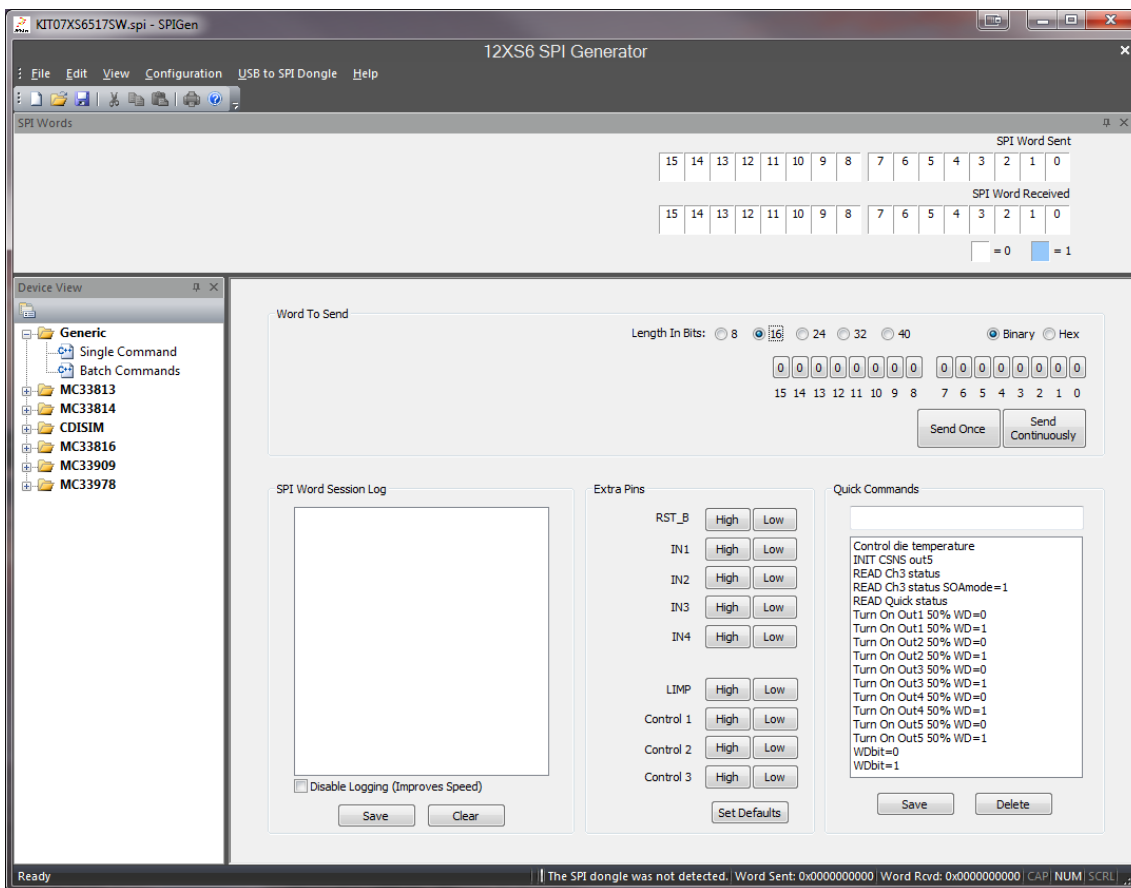 KIT07XS6517SW.spi - SPIGen
12XS6 SPI Generator
File Edit View Configuration USB to SPI Dongle Help
SPI Words
SPI Word Sent
15 14 13 12 11 10 9 8 7 6 5 4 3 2 1 0
SPI Word Received
15 14 13 12 11 10 9 8 7 6 5 4 3 2 1 0
= 0 = 1
Device View
Generic
Single Command
Batch Commands
MC33813
MC33814
CDISIM
MC33816
MC33909
MC33978
Word To Send
Length In Bits: 8 16 24 32 40 Binary Hex
0 0 0 0 0 0 0 0 0 0 0 0 0 0 0 0
15 14 13 12 11 10 9 8 7 6 5 4 3 2 1 0
Send Once
Send
Continuously
SPI Word Session Log
Disable Logging (Improves Speed)
Save Clear
Extra Pins
RST_B High Low
IN1 High Low
IN2 High Low
IN3 High Low
IN4 High Low
LIMP High Low
Control 1 High Low
Control 2 High Low
Control 3 High Low
Set Defaults
Quick Commands
Control die temperature
INIT CSNS out5
READ Ch3 status
READ Ch3 status SOAmode=1
READ Quick status
Turn On Out1 50% WD=0
Turn On Out1 50% WD=1
Turn On Out2 50% WD=0
Turn On Out2 50% WD=1
Turn On Out3 50% WD=0
Turn On Out3 50% WD=1
Turn On Out4 50% WD=0
Turn On Out4 50% WD=1
Turn On Out5 50% WD=0
Turn On Out5 50% WD=1
WDbit=0
WDbit=1
Save Delete
Ready The SPI dongle was not detected. Word Sent: 0x0000000000 Word Rcvd: 0x0000000000 CAP NUM SCRL